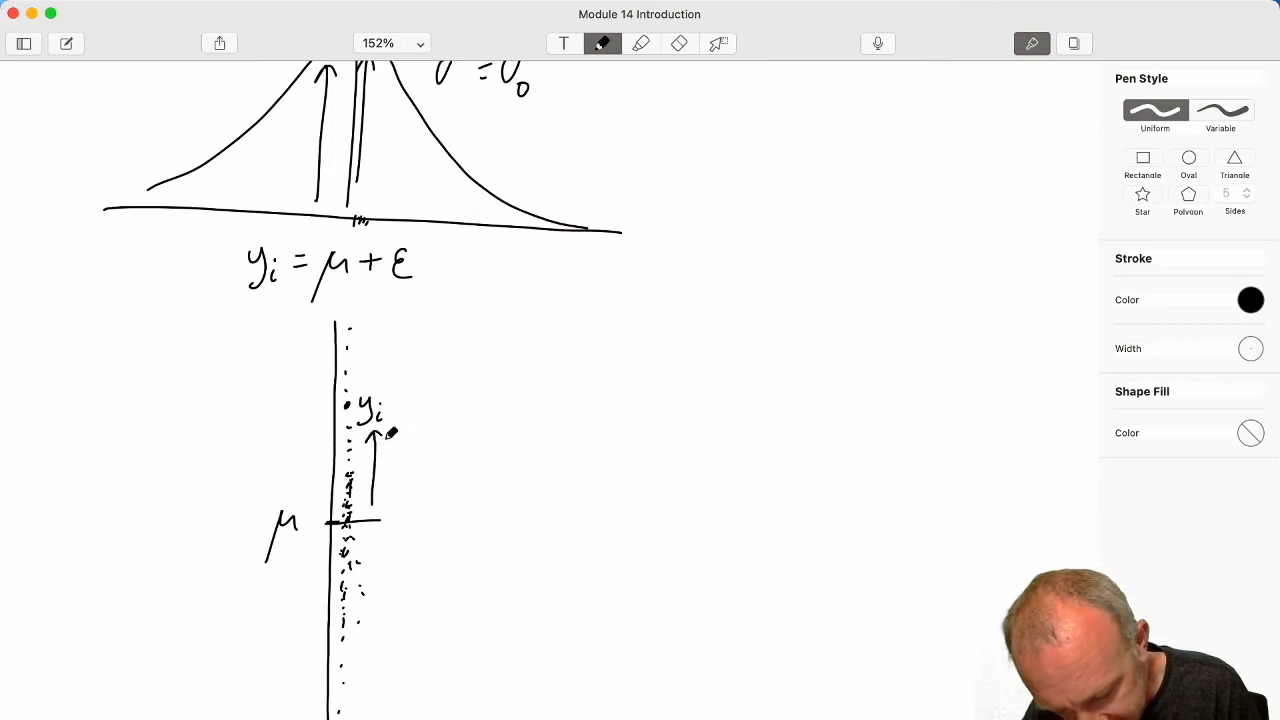 Module 14 Introduction
152%
T
Pen Style
Uniform Variable
Rectangle Oval Triangle
Star Polygon 5 Sides
Stroke
Color
Width
Shape Fill
Color
yᵢ = μ + ε
yᵢ
μ